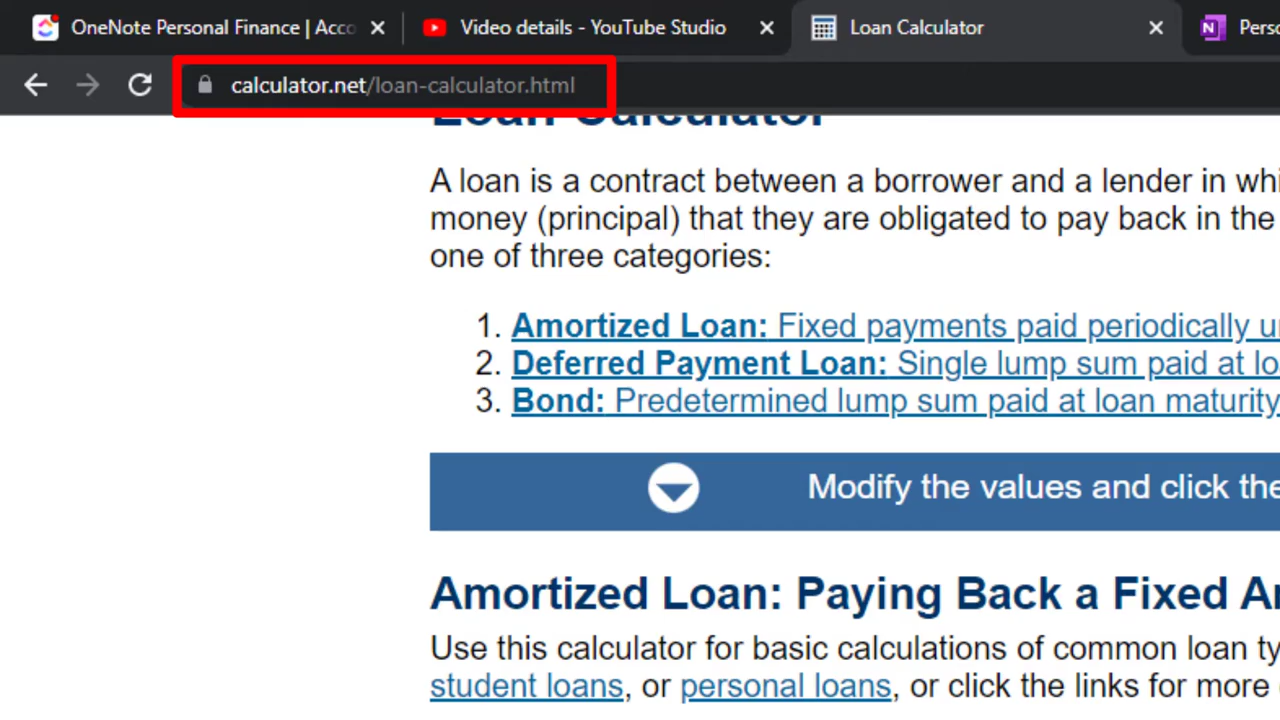 OneNote Personal Finance | Acco
Video details - YouTube Studio
Loan Calculator
Perso
calculator.net/loan-calculator.html
Loan Calculator
A loan is a contract between a borrower and a lender in whi
money (principal) that they are obligated to pay back in the
one of three categories:
1. Amortized Loan: Fixed payments paid periodically u
2. Deferred Payment Loan: Single lump sum paid at lo
3. Bond: Predetermined lump sum paid at loan maturity
Modify the values and click the
Amortized Loan: Paying Back a Fixed A
Use this calculator for basic calculations of common loan ty
student loans, or personal loans, or click the links for more